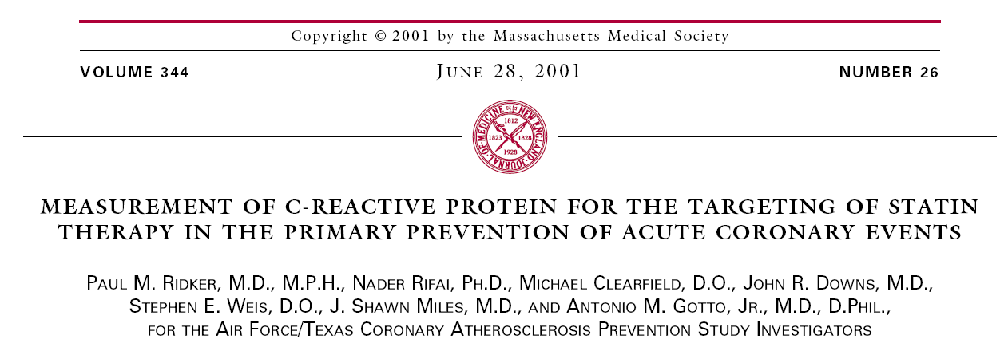 Copyright © 2001 by the Massachusetts Medical Society
VOLUME 344 JUNE 28, 2001 NUMBER 26
THE NEW ENGLAND JOURNAL OF MEDICINE
1812
1823 1828
1928
MEASUREMENT OF C-REACTIVE PROTEIN FOR THE TARGETING OF STATIN
THERAPY IN THE PRIMARY PREVENTION OF ACUTE CORONARY EVENTS
PAUL M. RIDKER, M.D., M.P.H., NADER RIFAI, PH.D., MICHAEL CLEARFIELD, D.O., JOHN R. DOWNS, M.D.,
STEPHEN E. WEIS, D.O., J. SHAWN MILES, M.D., AND ANTONIO M. GOTTO, JR., M.D., D.PHIL.,
FOR THE AIR FORCE/TEXAS CORONARY ATHEROSCLEROSIS PREVENTION STUDY INVESTIGATORS